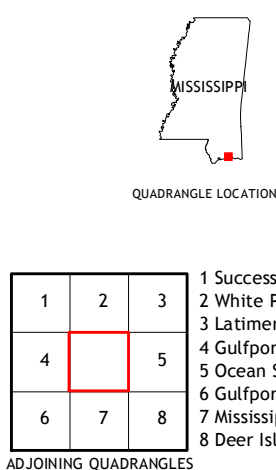 MISSISSIPPI
QUADRANGLE LOCATION
1 2 3
4 5
6 7 8
1 Success
2 White P
3 Latimer
4 Gulfpor
5 Ocean S
6 Gulfpor
7 Mississip
8 Deer Isl
ADJOINING QUADRANGLES